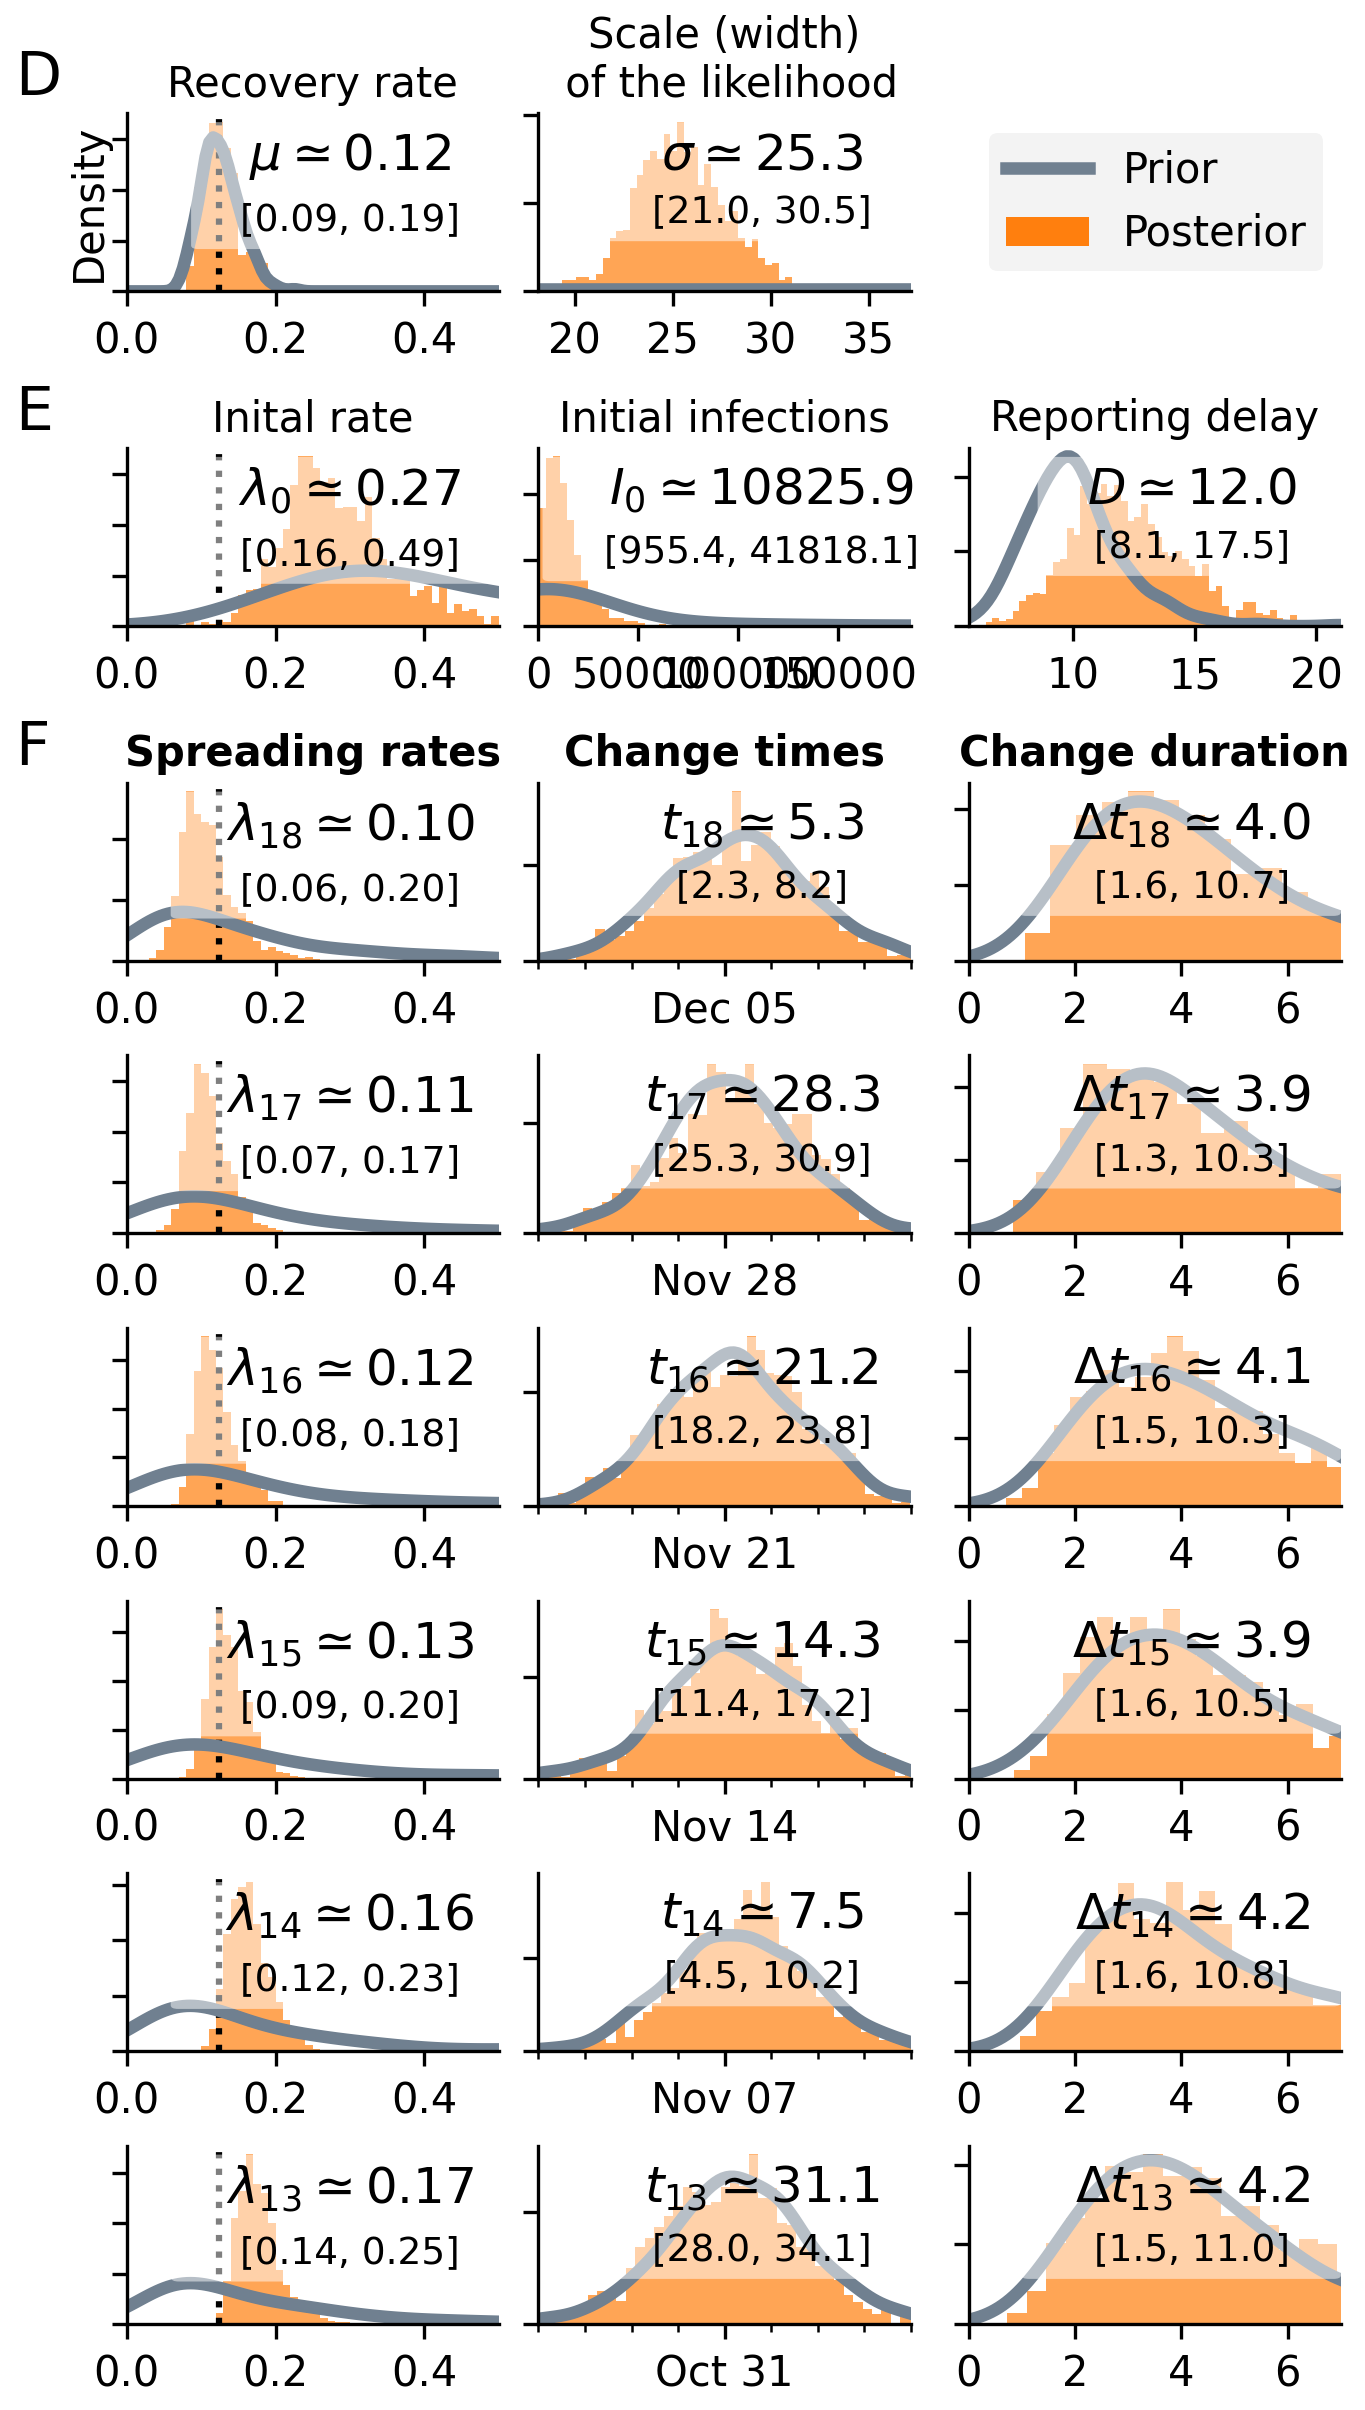 D
Recovery rate
Scale (width)
of the likelihood
Density
μ ≃ 0.12
[0.09, 0.19]
σ ≃ 25.3
[21.0, 30.5]
Prior
Posterior
0.0 0.2 0.4
20 25 30 35
E
Inital rate
Initial infections
Reporting delay
λ0 ≃ 0.27
[0.16, 0.49]
I0 ≃ 10825.9
[955.4, 41818.1]
D ≃ 12.0
[8.1, 17.5]
0.0 0.2 0.4
0 50000 100000 150000
10 15 20
F
Spreading rates
Change times
Change duration
λ18 ≃ 0.10
[0.06, 0.20]
t18 ≃ 5.3
[2.3, 8.2]
Δt18 ≃ 4.0
[1.6, 10.7]
0.0 0.2 0.4
Dec 05
0 2 4 6
λ17 ≃ 0.11
[0.07, 0.17]
t17 ≃ 28.3
[25.3, 30.9]
Δt17 ≃ 3.9
[1.3, 10.3]
0.0 0.2 0.4
Nov 28
0 2 4 6
λ16 ≃ 0.12
[0.08, 0.18]
t16 ≃ 21.2
[18.2, 23.8]
Δt16 ≃ 4.1
[1.5, 10.3]
0.0 0.2 0.4
Nov 21
0 2 4 6
λ15 ≃ 0.13
[0.09, 0.20]
t15 ≃ 14.3
[11.4, 17.2]
Δt15 ≃ 3.9
[1.6, 10.5]
0.0 0.2 0.4
Nov 14
0 2 4 6
λ14 ≃ 0.16
[0.12, 0.23]
t14 ≃ 7.5
[4.5, 10.2]
Δt14 ≃ 4.2
[1.6, 10.8]
0.0 0.2 0.4
Nov 07
0 2 4 6
λ13 ≃ 0.17
[0.14, 0.25]
t13 ≃ 31.1
[28.0, 34.1]
Δt13 ≃ 4.2
[1.5, 11.0]
0.0 0.2 0.4
Oct 31
0 2 4 6